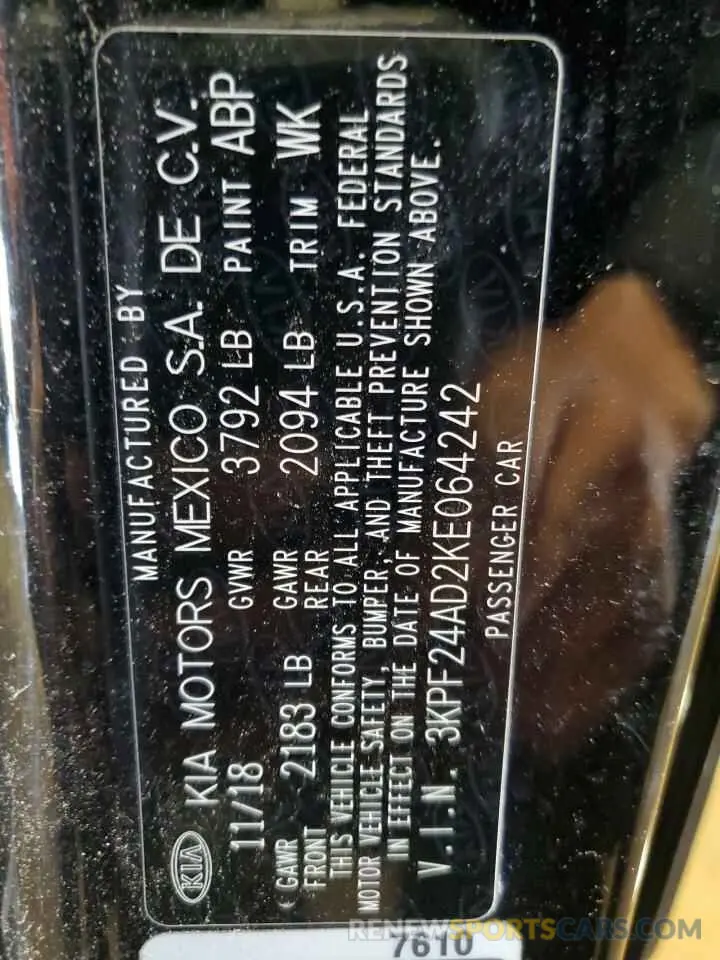 MANUFACTURED BY
KIA KIA MOTORS MEXICO S.A. DE C.V.
11/18 GVWR 3792 LB PAINT ABP
GAWR FRONT 2183 LB GAWR REAR 2094 LB TRIM WK
THIS VEHICLE CONFORMS TO ALL APPLICABLE U.S.A. FEDERAL
MOTOR VEHICLE SAFETY, BUMPER, AND THEFT PREVENTION STANDARDS
IN EFFECT ON THE DATE OF MANUFACTURE SHOWN ABOVE.
V.I.N. 3KPF24AD2KE064242
PASSENGER CAR
7610
RENEWSPORTSCARS.COM